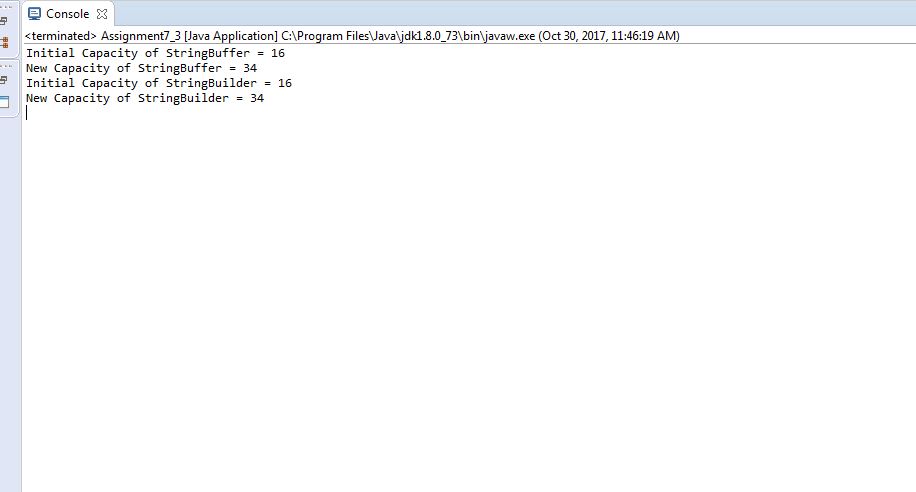 Console
<terminated> Assignment7_3 [Java Application] C:\Program Files\Java\jdk1.8.0_73\bin\javaw.exe (Oct 30, 2017, 11:46:19 AM)
Initial Capacity of StringBuffer = 16
New Capacity of StringBuffer = 34
Initial Capacity of StringBuilder = 16
New Capacity of StringBuilder = 34